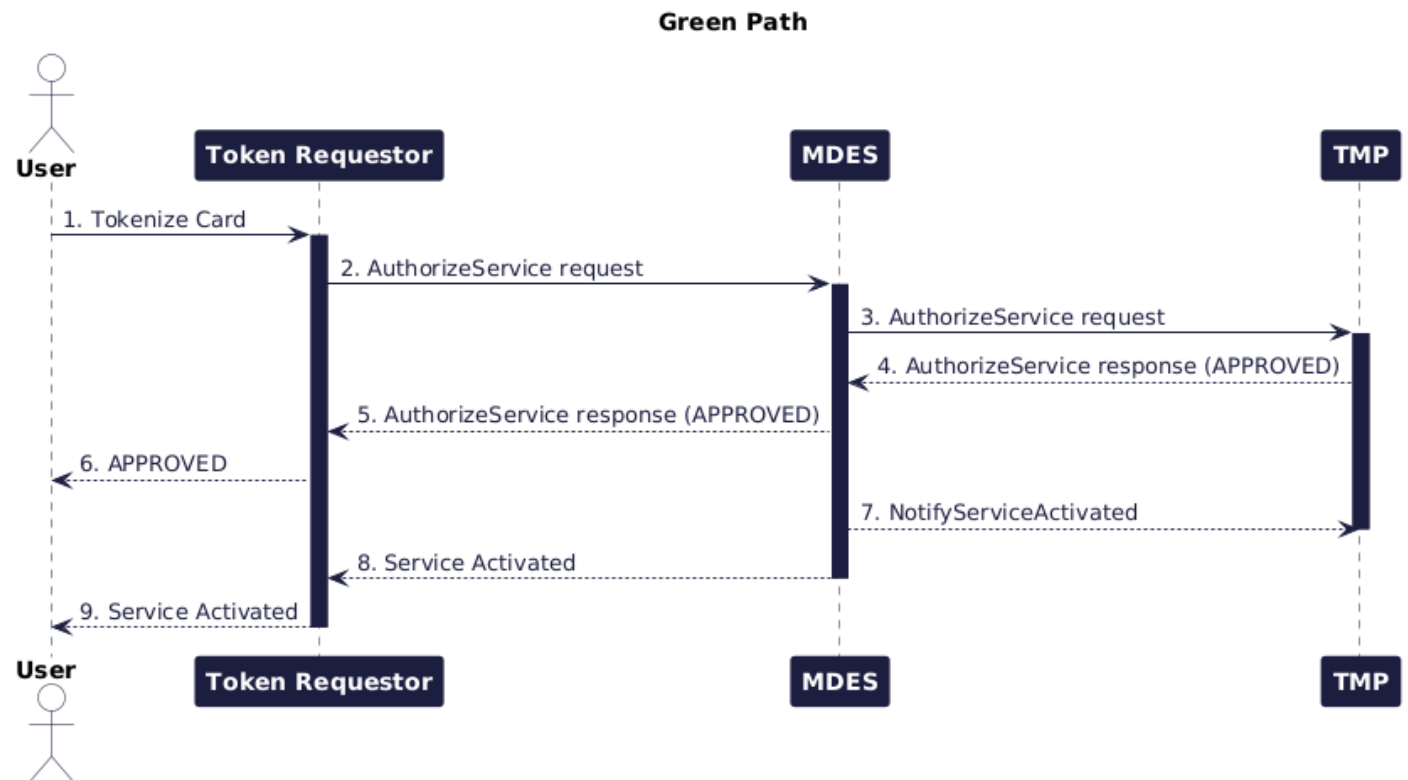 Green Path
User
Token Requestor
MDES
TMP
1. Tokenize Card
2. AuthorizeService request
3. AuthorizeService request
4. AuthorizeService response (APPROVED)
5. AuthorizeService response (APPROVED)
6. APPROVED
7. NotifyServiceActivated
8. Service Activated
9. Service Activated
User
Token Requestor
MDES
TMP